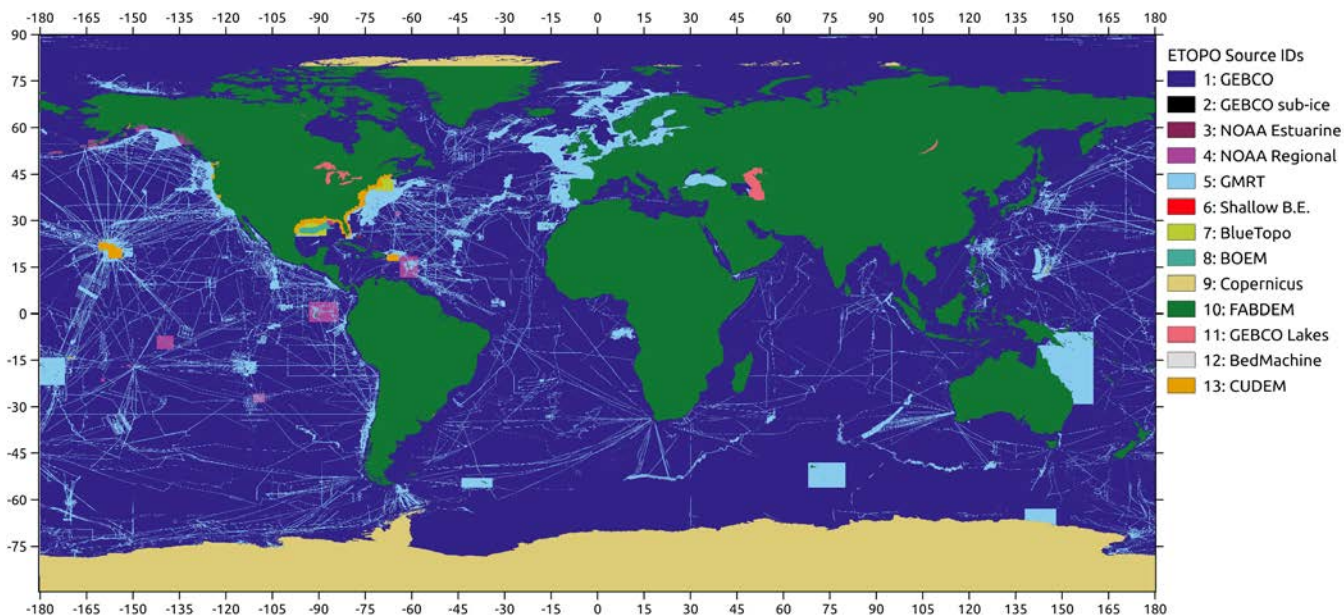 -180 -165 -150 -135 -120 -105 -90 -75 -60 -45 -30 -15 0 15 30 45 60 75 90 105 120 135 150 165 180
90
75
60
45
30
15
0
-15
-30
-45
-60
-75
-180 -165 -150 -135 -120 -105 -90 -75 -60 -45 -30 -15 0 15 30 45 60 75 90 105 120 135 150 165 180
ETOPO Source IDs
1: GEBCO
2: GEBCO sub-ice
3: NOAA Estuarine
4: NOAA Regional
5: GMRT
6: Shallow B.E.
7: BlueTopo
8: BOEM
9: Copernicus
10: FABDEM
11: GEBCO Lakes
12: BedMachine
13: CUDEM